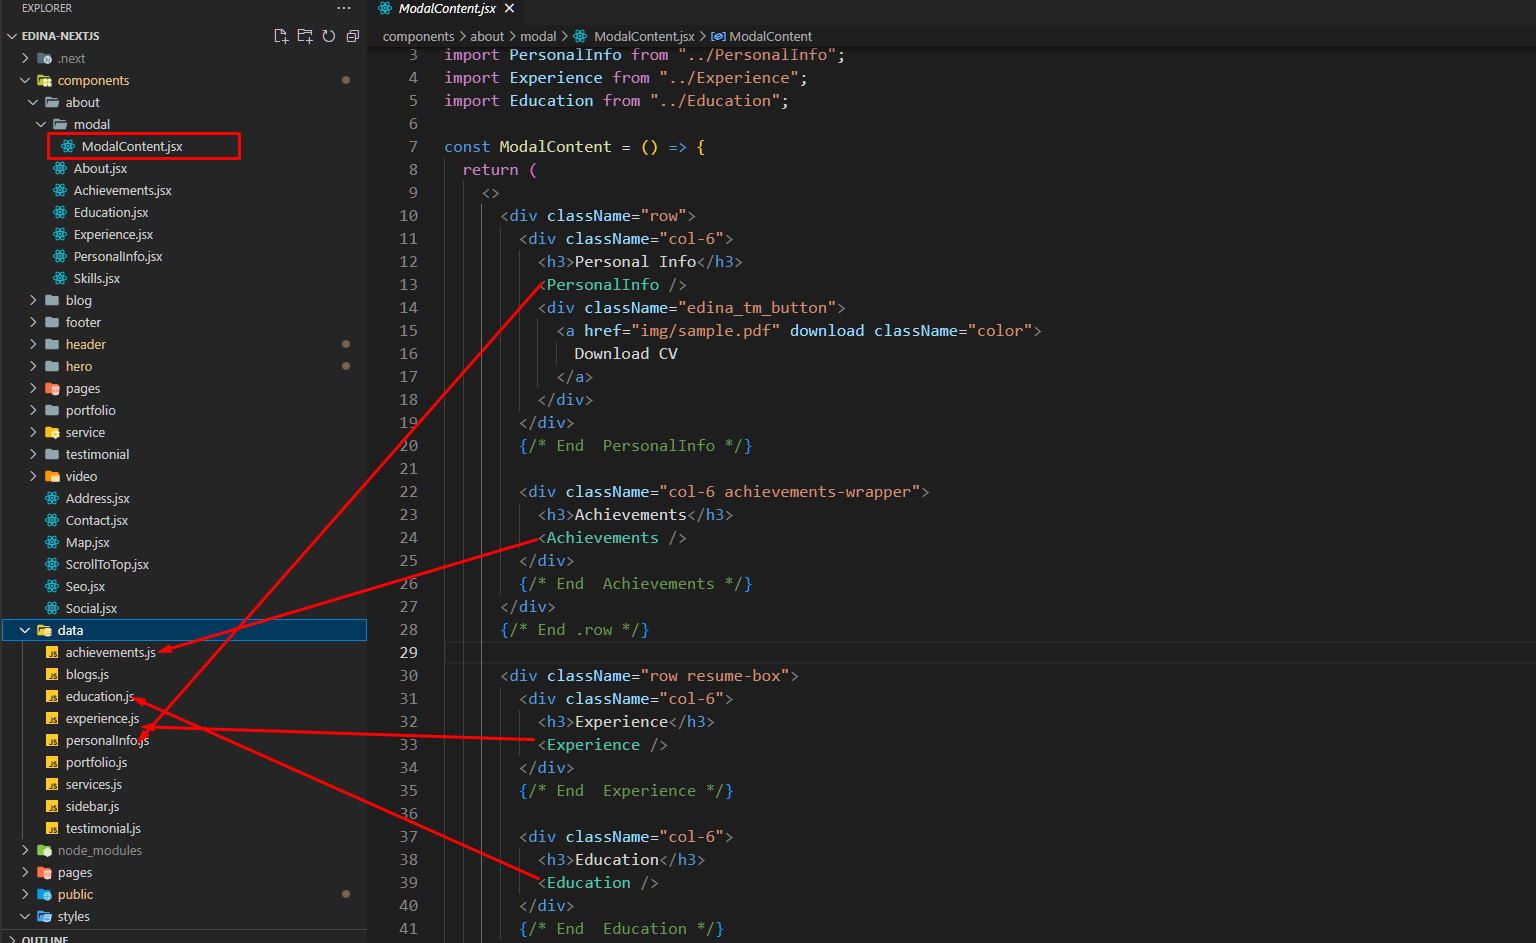 EXPLORER
···
EDINA-NEXTJS
.next
components
about
modal
ModalContent.jsx
About.jsx
Achievements.jsx
Education.jsx
Experience.jsx
PersonalInfo.jsx
Skills.jsx
blog
footer
header
hero
pages
portfolio
service
testimonial
video
Address.jsx
Contact.jsx
Map.jsx
ScrollToTop.jsx
Seo.jsx
Social.jsx
data
JS achievements.js
JS blogs.js
JS education.js
JS experience.js
JS personalInfo.js
JS portfolio.js
JS services.js
JS sidebar.js
JS testimonial.js
node_modules
pages
public
styles
OUTLINE
ModalContent.jsx
components > about > modal > ModalContent.jsx > ModalContent
3 import PersonalInfo from "../PersonalInfo";
4 import Experience from "../Experience";
5 import Education from "../Education";
6
7 const ModalContent = () => {
8 return (
9 <>
10 <div className="row">
11 <div className="col-6">
12 <h3>Personal Info</h3>
13 <PersonalInfo />
14 <div className="edina_tm_button">
15 <a href="img/sample.pdf" download className="color">
16 Download CV
17 </a>
18 </div>
19 </div>
20 {/* End  PersonalInfo */}
21
22 <div className="col-6 achievements-wrapper">
23 <h3>Achievements</h3>
24 <Achievements />
25 </div>
26 {/* End  Achievements */}
27 </div>
28 {/* End .row */}
29
30 <div className="row resume-box">
31 <div className="col-6">
32 <h3>Experience</h3>
33 <Experience />
34 </div>
35 {/* End  Experience */}
36
37 <div className="col-6">
38 <h3>Education</h3>
39 <Education />
40 </div>
41 {/* End  Education */}